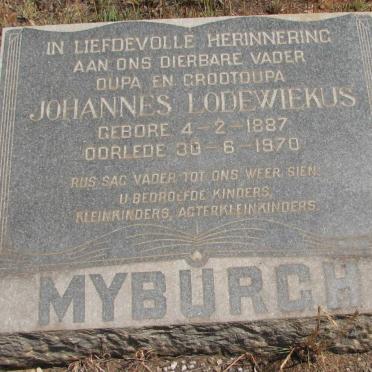 IN LIEFDEVOLLE HERINNERING
AAN ONS DIERBARE VADER
OUPA EN GROOTOUPA
JOHANNES LODEWIEKUS
GEBORE 4-2-1887
OORLEDE 30-6-1970
RUS SAG VADER TOT ONS WEER SIEN.
U BEDROEFDE KINDERS,
KLEINKINDERS, AGTERKLEINKINDERS.
MYBURGH